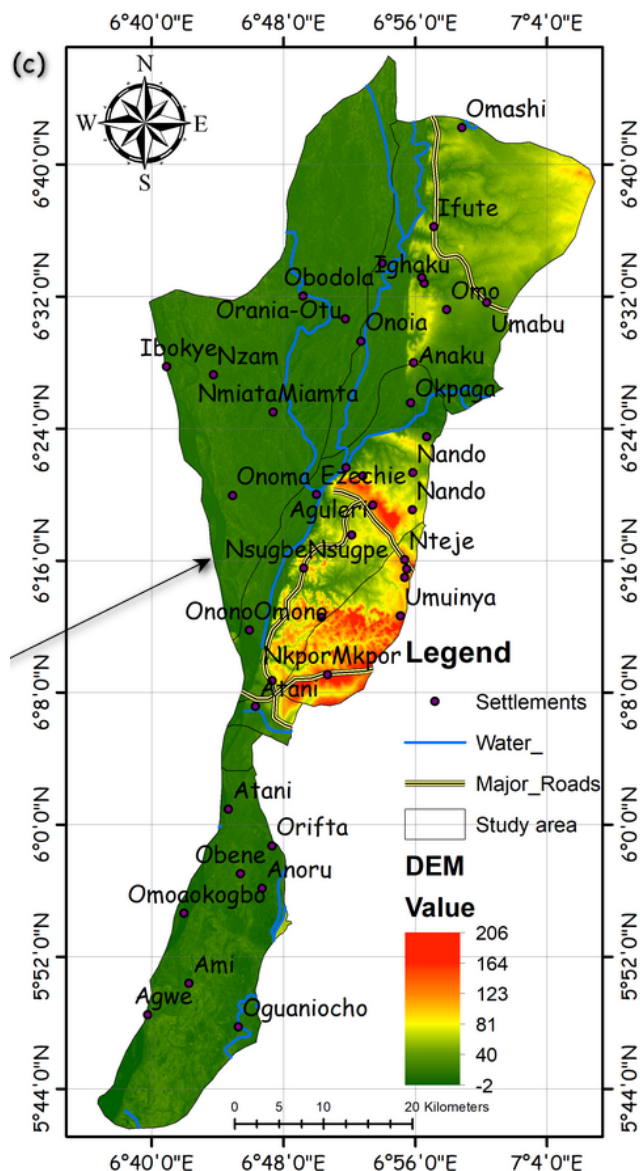 6°40'0"E 6°48'0"E 6°56'0"E 7°4'0"E
(c)
N
W E
S
Omashi
6°40'0"N 6°40'0"N
Ifute
Obodola Ighaku
6°32'0"N 6°32'0"N
Orania-Otu Omo
Onoia Umabu
Ibokye Nzam Anaku
NmiataMiamta Okpaga
6°24'0"N 6°24'0"N
Nando
Onoma Ezechie
Aguleri Nando
NsugbeNsugpe Nteje
6°16'0"N 6°16'0"N
Umuinya
OnonoOmono
NkporMkpor Legend
6°8'0"N 6°8'0"N
Atani Settlements
Water_
Major_Roads
Atani
6°0'0"N Study area 6°0'0"N
Orifta
Obene DEM
Anoru
Omoaokogbo Value
206
5°52'0"N 164 5°52'0"N
Ami 123
Agwe 81
Oguaniocho 40
5°44'0"N -2 5°44'0"N
0 5 10 20 Kilometers
6°40'0"E 6°48'0"E 6°56'0"E 7°4'0"E